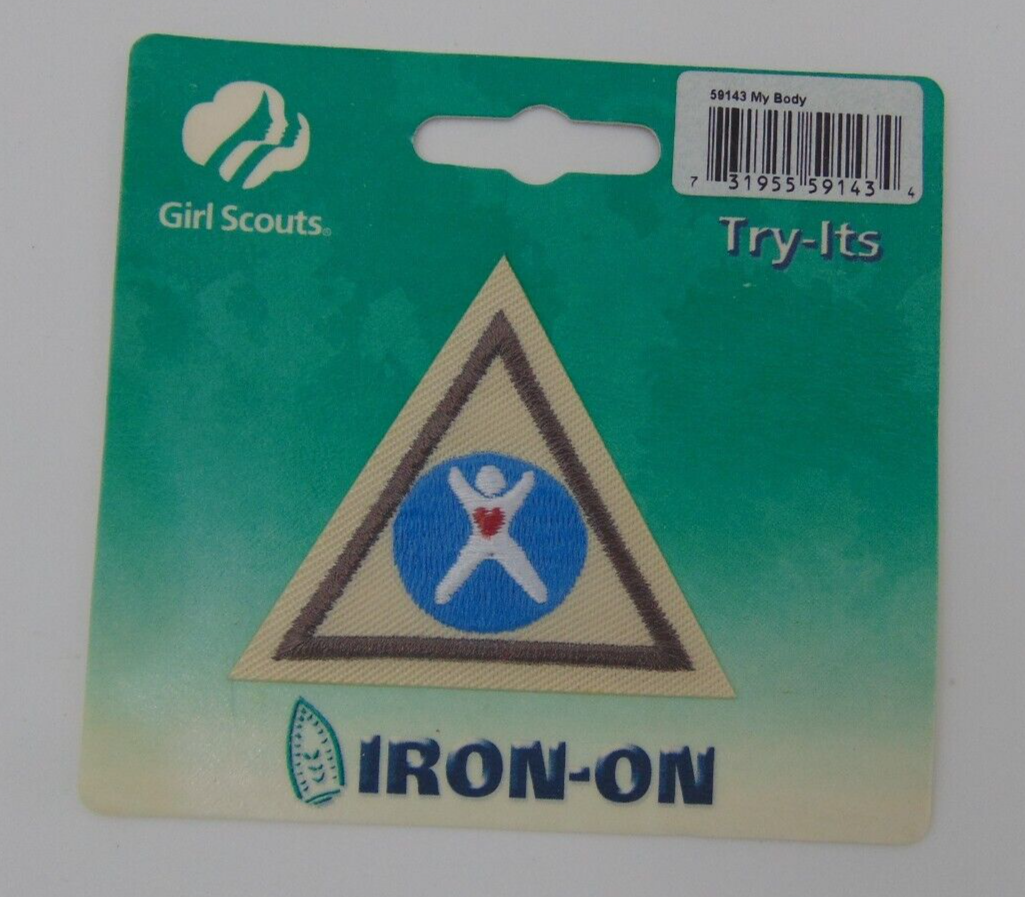 59143 My Body
7 31955 59143 4
Girl Scouts®
Try-Its
IRON-ON